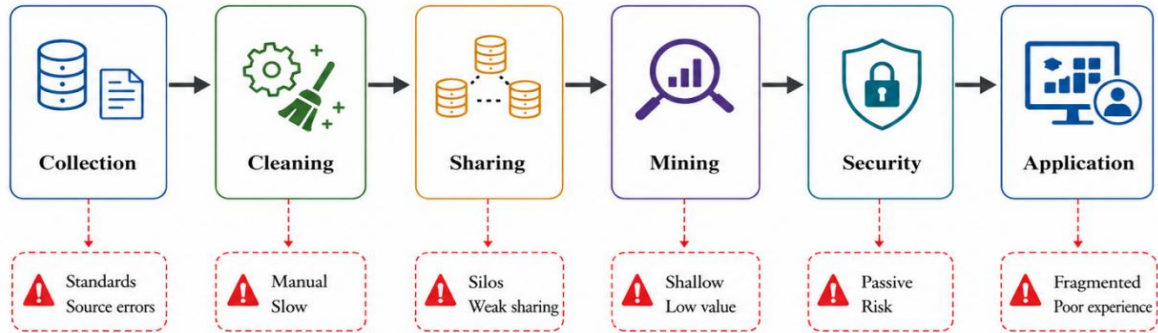 Collection
Cleaning
Sharing
Mining
Security
Application
Standards
Source errors
Manual
Slow
Silos
Weak sharing
Shallow
Low value
Passive
Risk
Fragmented
Poor experience